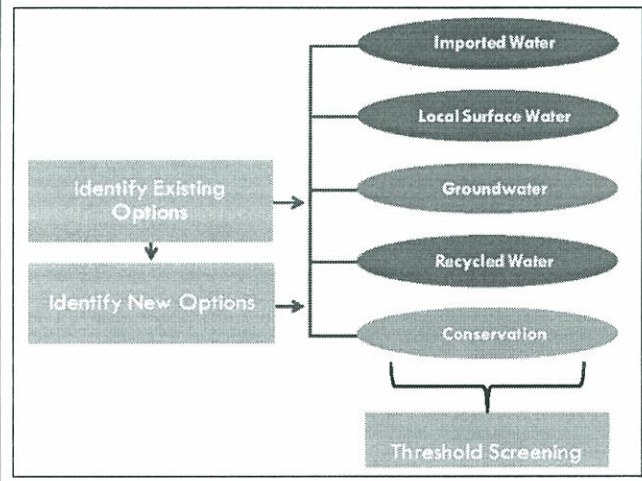 Imported Water
Local Surface Water
Identify Existing
Options
Groundwater
Recycled Water
Identify New Options
Conservation
Threshold Screening